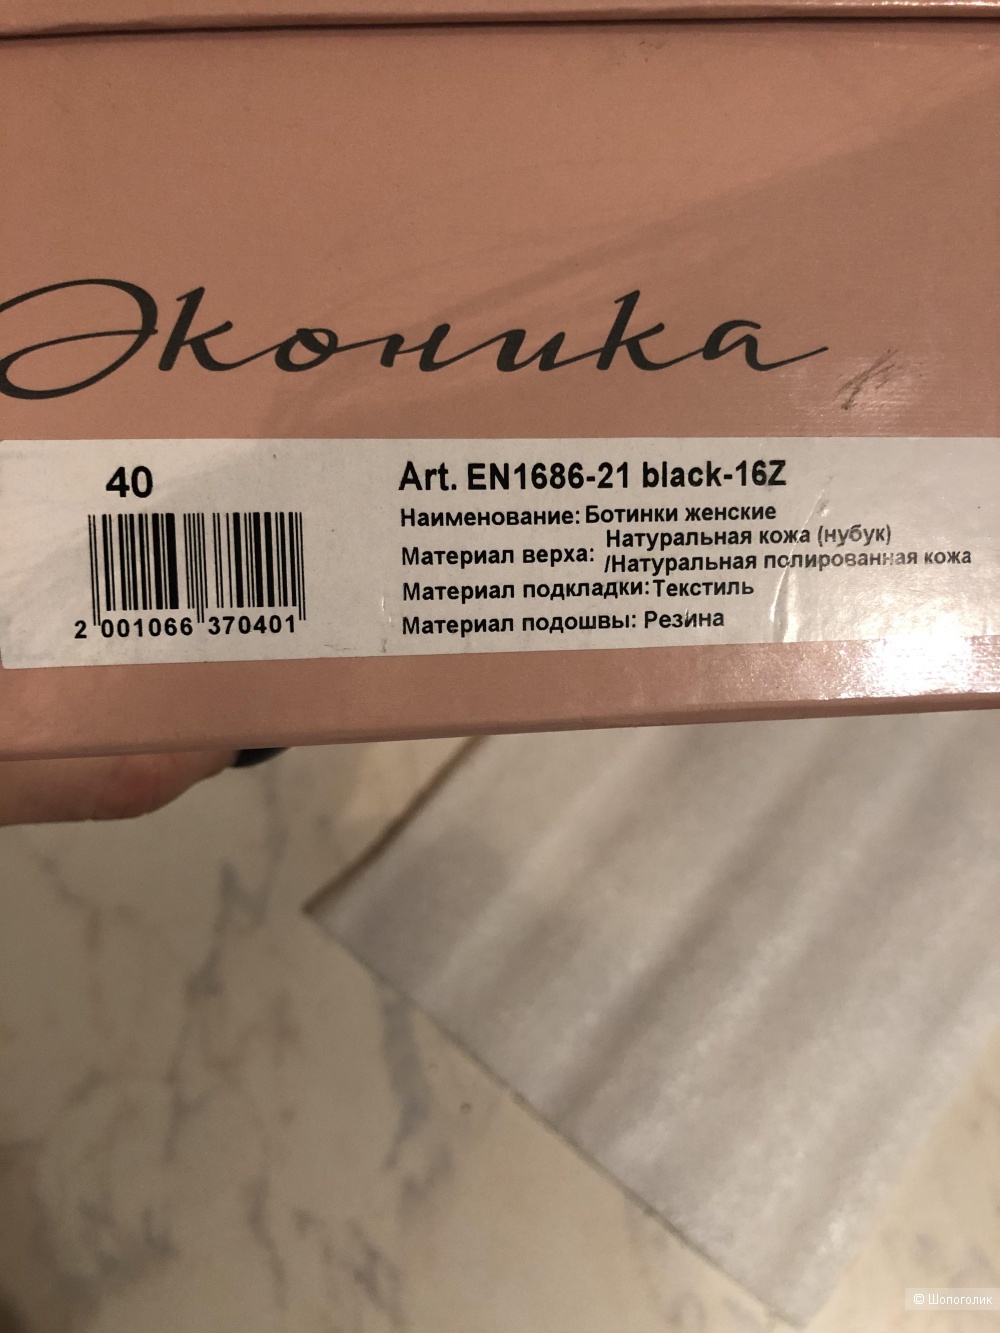 Эконика
40
Art. EN1686-21 black-16Z
Наименование: Ботинки женские
Материал верха: Натуральная кожа (нубук)
/Натуральная полированная кожа
Материал подкладки: Текстиль
Материал подошвы: Резина
2 001066 370401
© Шопоголик